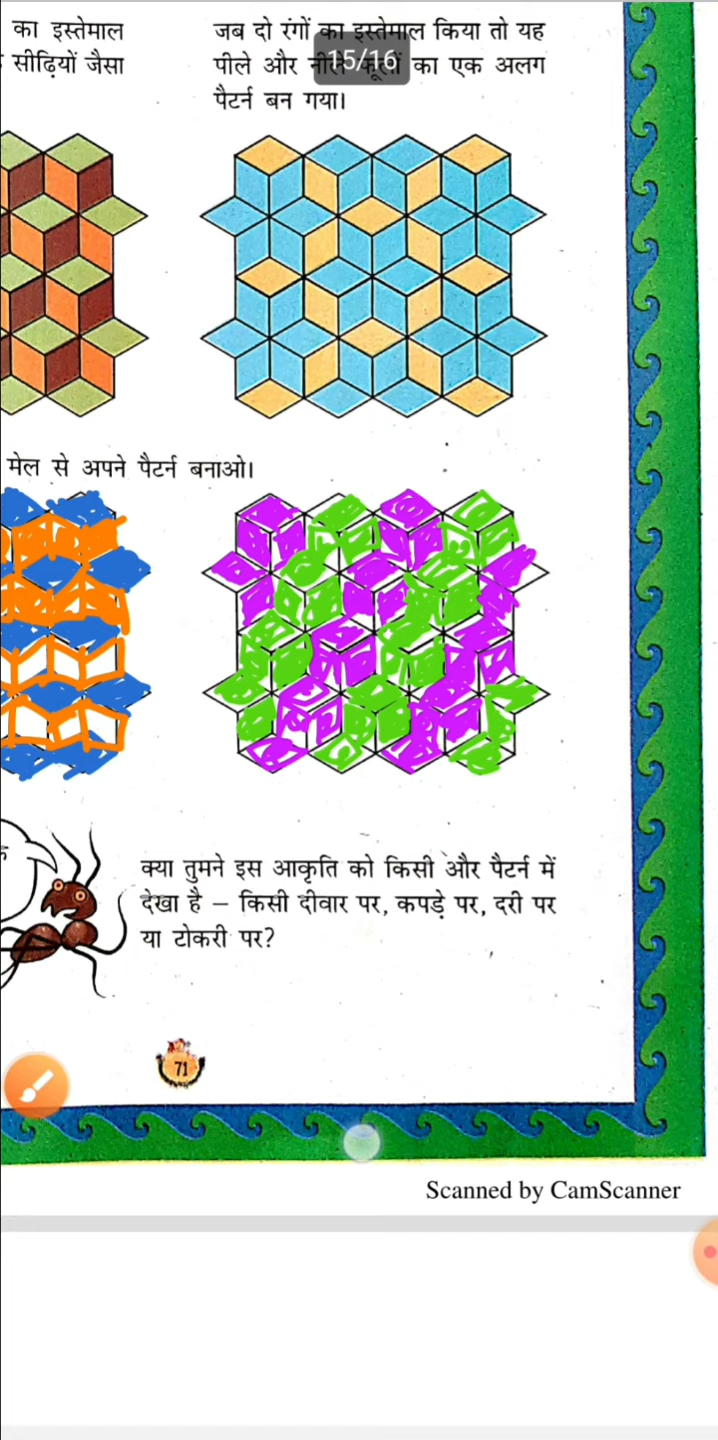 का इस्तेमाल
सीढ़ियों जैसा
जब दो रंगों का इस्तेमाल किया तो यह
पीले और का एक अलग
पैटर्न बन गया।
15/16
मेल से अपने पैटर्न बनाओ।
क्या तुमने इस आकृति को किसी और पैटर्न में
देखा है – किसी दीवार पर, कपड़े पर, दरी पर
या टोकरी पर?
71
Scanned by CamScanner